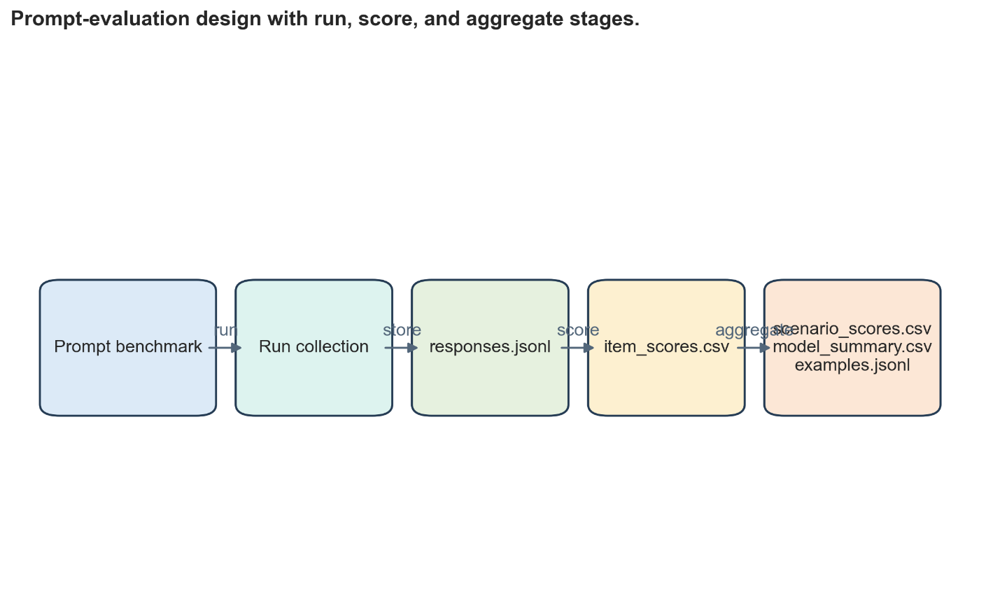 Prompt-evaluation design with run, score, and aggregate stages.
Prompt benchmark
run
Run collection
store
responses.jsonl
score
item_scores.csv
aggregate
scenario_scores.csv
model_summary.csv
examples.jsonl